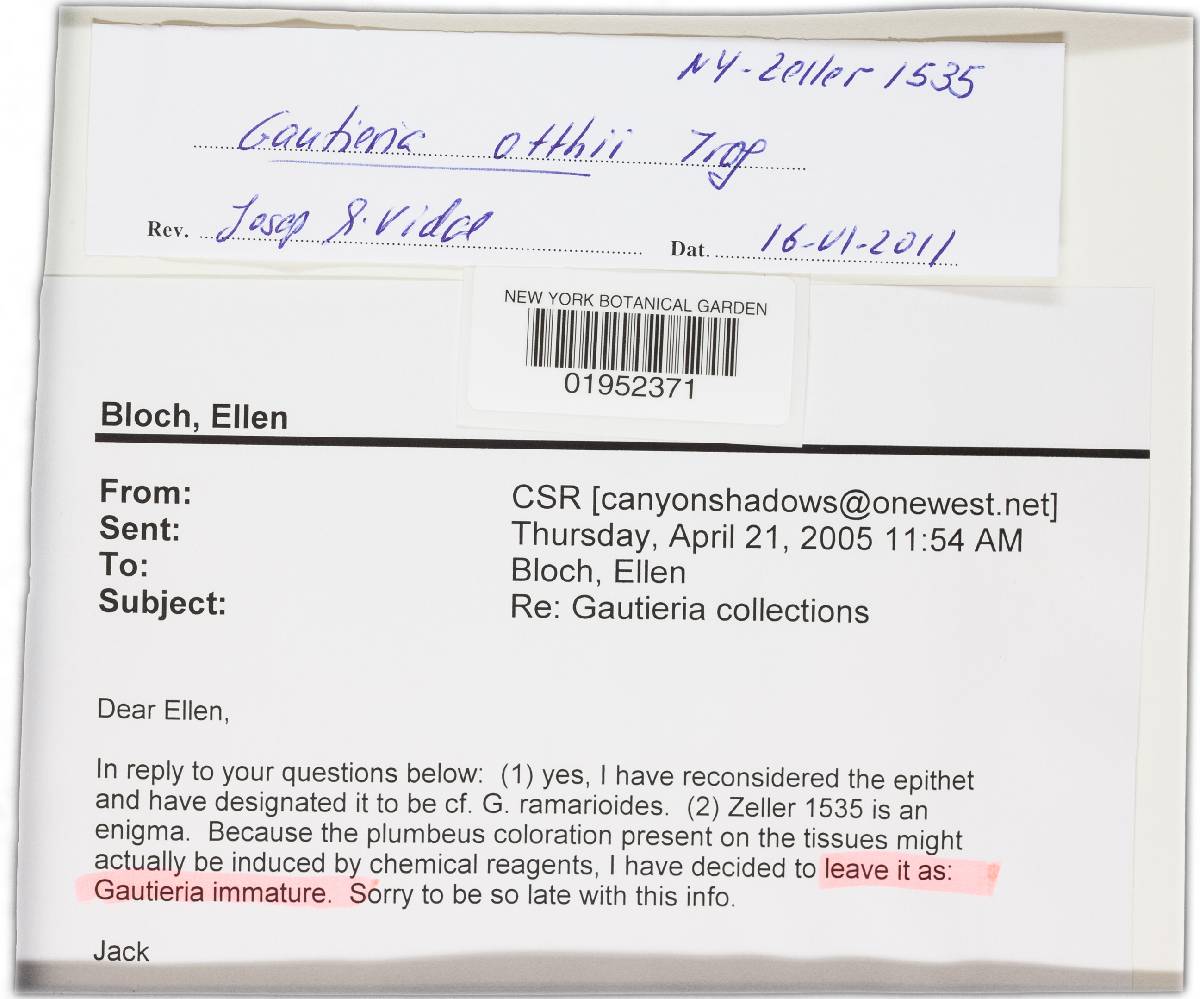 NY-Zeller 1535
Gautieria otthii Trog
Rev. Josep S. Vidal
Dat. 16-VI-2011
NEW YORK BOTANICAL GARDEN
01952371
Bloch, Ellen
From: CSR [canyonshadows@onewest.net]
Sent: Thursday, April 21, 2005 11:54 AM
To: Bloch, Ellen
Subject: Re: Gautieria collections
Dear Ellen,
In reply to your questions below: (1) yes, I have reconsidered the epithet
and have designated it to be cf. G. ramarioides. (2) Zeller 1535 is an
enigma. Because the plumbeus coloration present on the tissues might
actually be induced by chemical reagents, I have decided to leave it as:
Gautieria immature. Sorry to be so late with this info.
Jack